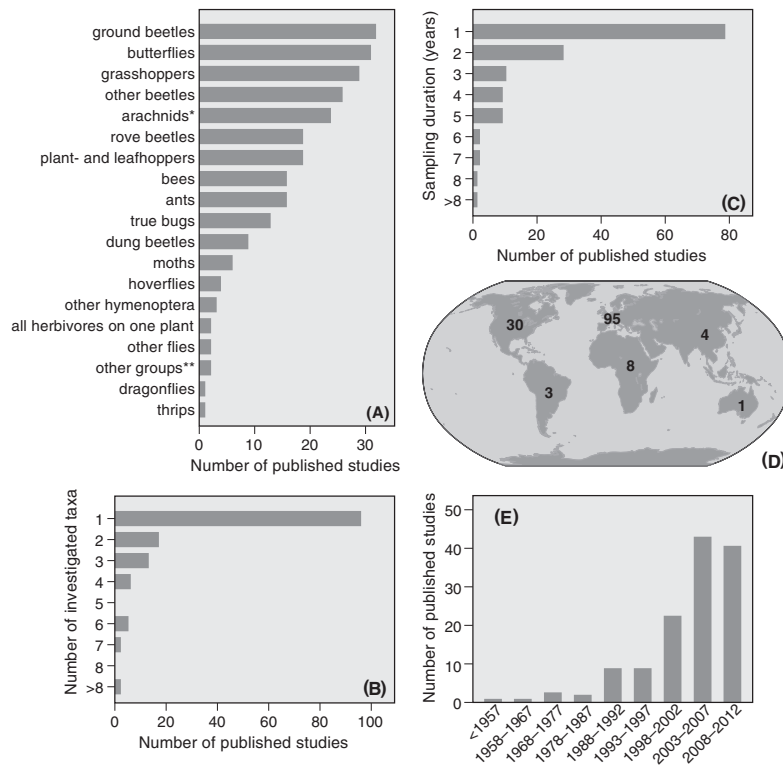 ground beetles
butterflies
grasshoppers
other beetles
arachnids*
rove beetles
plant- and leafhoppers
bees
ants
true bugs
dung beetles
moths
hoverflies
other hymenoptera
all herbivores on one plant
other flies
other groups**
dragonflies
thrips
(A)
0 10 20 30
Number of published studies
Number of investigated taxa
1
2
3
4
5
6
7
8
>8
(B)
0 20 40 60 80 100
Number of published studies
Sampling duration (years)
1
2
3
4
5
6
7
8
>8
(C)
0 20 40 60 80
Number of published studies
30
95
4
8
3
1
(D)
Number of published studies
(E)
50
40
30
20
10
0
<1957
1958–1967
1968–1977
1978–1987
1988–1992
1993–1997
1998–2002
2003–2007
2008–2012